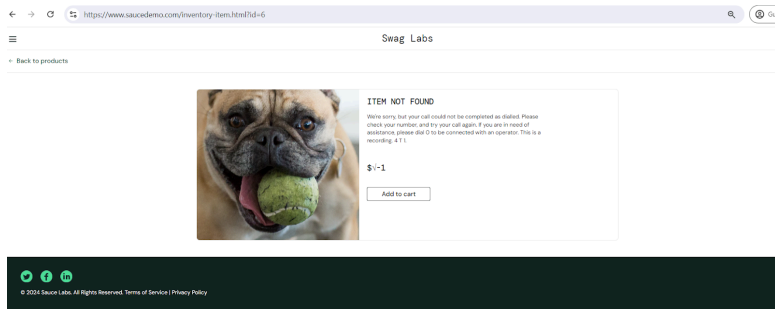 https://www.saucedemo.com/inventory-item.html?id=6
Gu
Swag Labs
← Back to products
ITEM NOT FOUND
We're sorry, but your call could not be completed as dialled. Please
check your number, and try your call again. If you are in need of
assistance, please dial 0 to be connected with an operator. This is a
recording. 4 T 1.
$√-1
Add to cart
© 2024 Sauce Labs. All Rights Reserved. Terms of Service | Privacy Policy